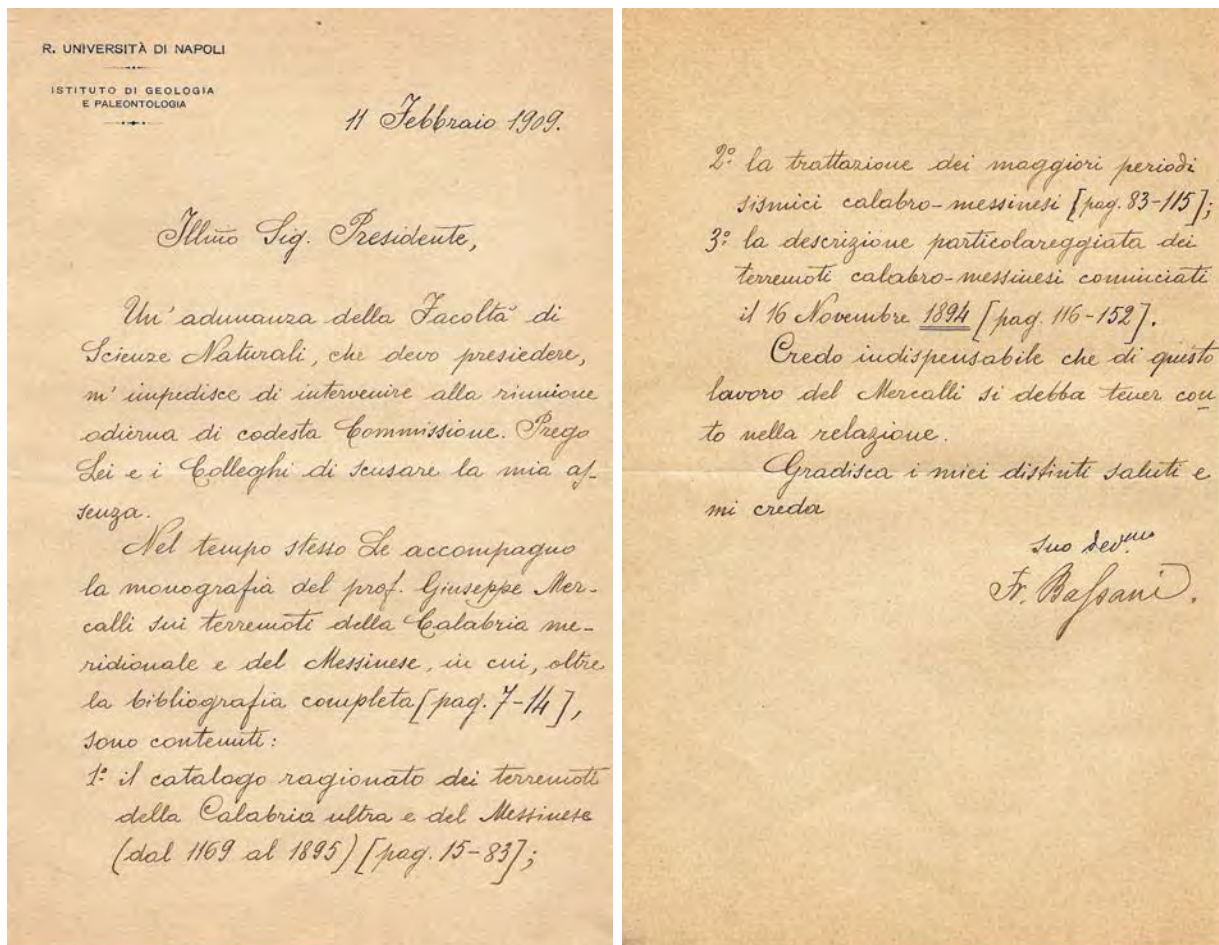 R. UNIVERSITÀ DI NAPOLI
ISTITUTO DI GEOLOGIA
E PALEONTOLOGIA
11 Febbraio 1909.
Illmo Sig. Presidente,
Un' adunanza della Facoltà di
Scienze Naturali, che devo presiedere,
m' impedisce di intervenire alla riunione
odierna di codesta Commissione. Prego
Lei e i Colleghi di scusare la mia as-
senza.
Nel tempo stesso Le accompagno
la monografia del prof. Giuseppe Mer-
calli sui terremoti della Calabria me-
ridionale e del Messinese, in cui, oltre
la bibliografia completa [pag. 7-14],
sono contenuti:
1º il catalogo ragionato dei terremoti
della Calabria ultra e del Messinese
(dal 1169 al 1895) [pag. 15-83];
2º la trattazione dei maggiori periodi
sismici calabro-messinesi [pag. 83-115];
3º la descrizione particolareggiata dei
terremoti calabro-messinesi cominciati
il 16 Novembre 1894 [pag. 116-152].
Credo indispensabile che di questo
lavoro del Mercalli si debba tener con
to nella relazione.
Gradisca i miei distinti saluti e
mi creda
suo devmo
Fr. Bassani.